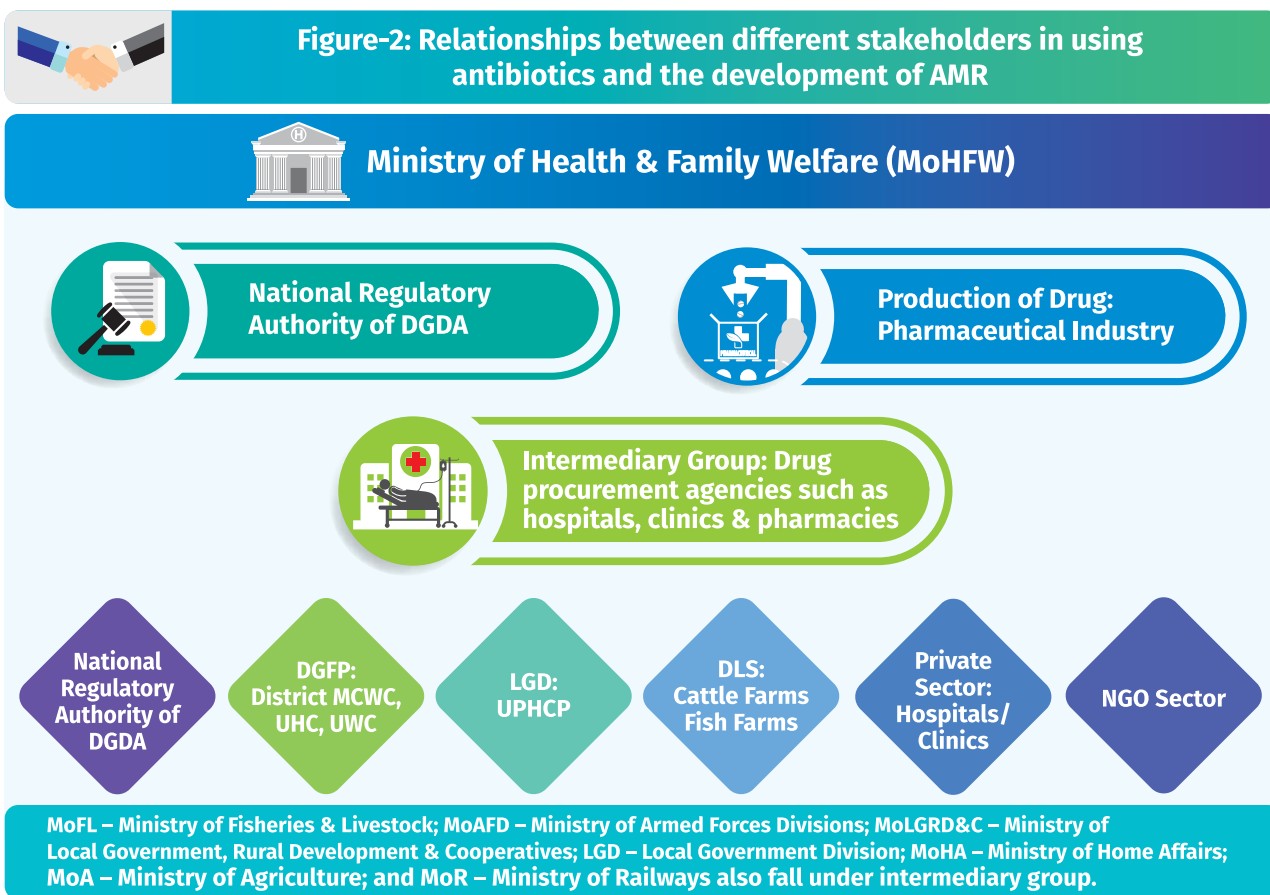 Figure-2: Relationships between different stakeholders in using
antibiotics and the development of AMR
H
Ministry of Health & Family Welfare (MoHFW)
National Regulatory
Authority of DGDA
Production of Drug:
Pharmaceutical Industry
PHARMACEUTICAL
Intermediary Group: Drug
procurement agencies such as
hospitals, clinics & pharmacies
National
Regulatory
Authority of
DGDA
DGFP:
District MCWC,
UHC, UWC
LGD:
UPHCP
DLS:
Cattle Farms
Fish Farms
Private
Sector:
Hospitals/
Clinics
NGO Sector
MoFL – Ministry of Fisheries & Livestock; MoAFD – Ministry of Armed Forces Divisions; MoLGRD&C – Ministry of
Local Government, Rural Development & Cooperatives; LGD – Local Government Division; MoHA – Ministry of Home Affairs;
MoA – Ministry of Agriculture; and MoR – Ministry of Railways also fall under intermediary group.